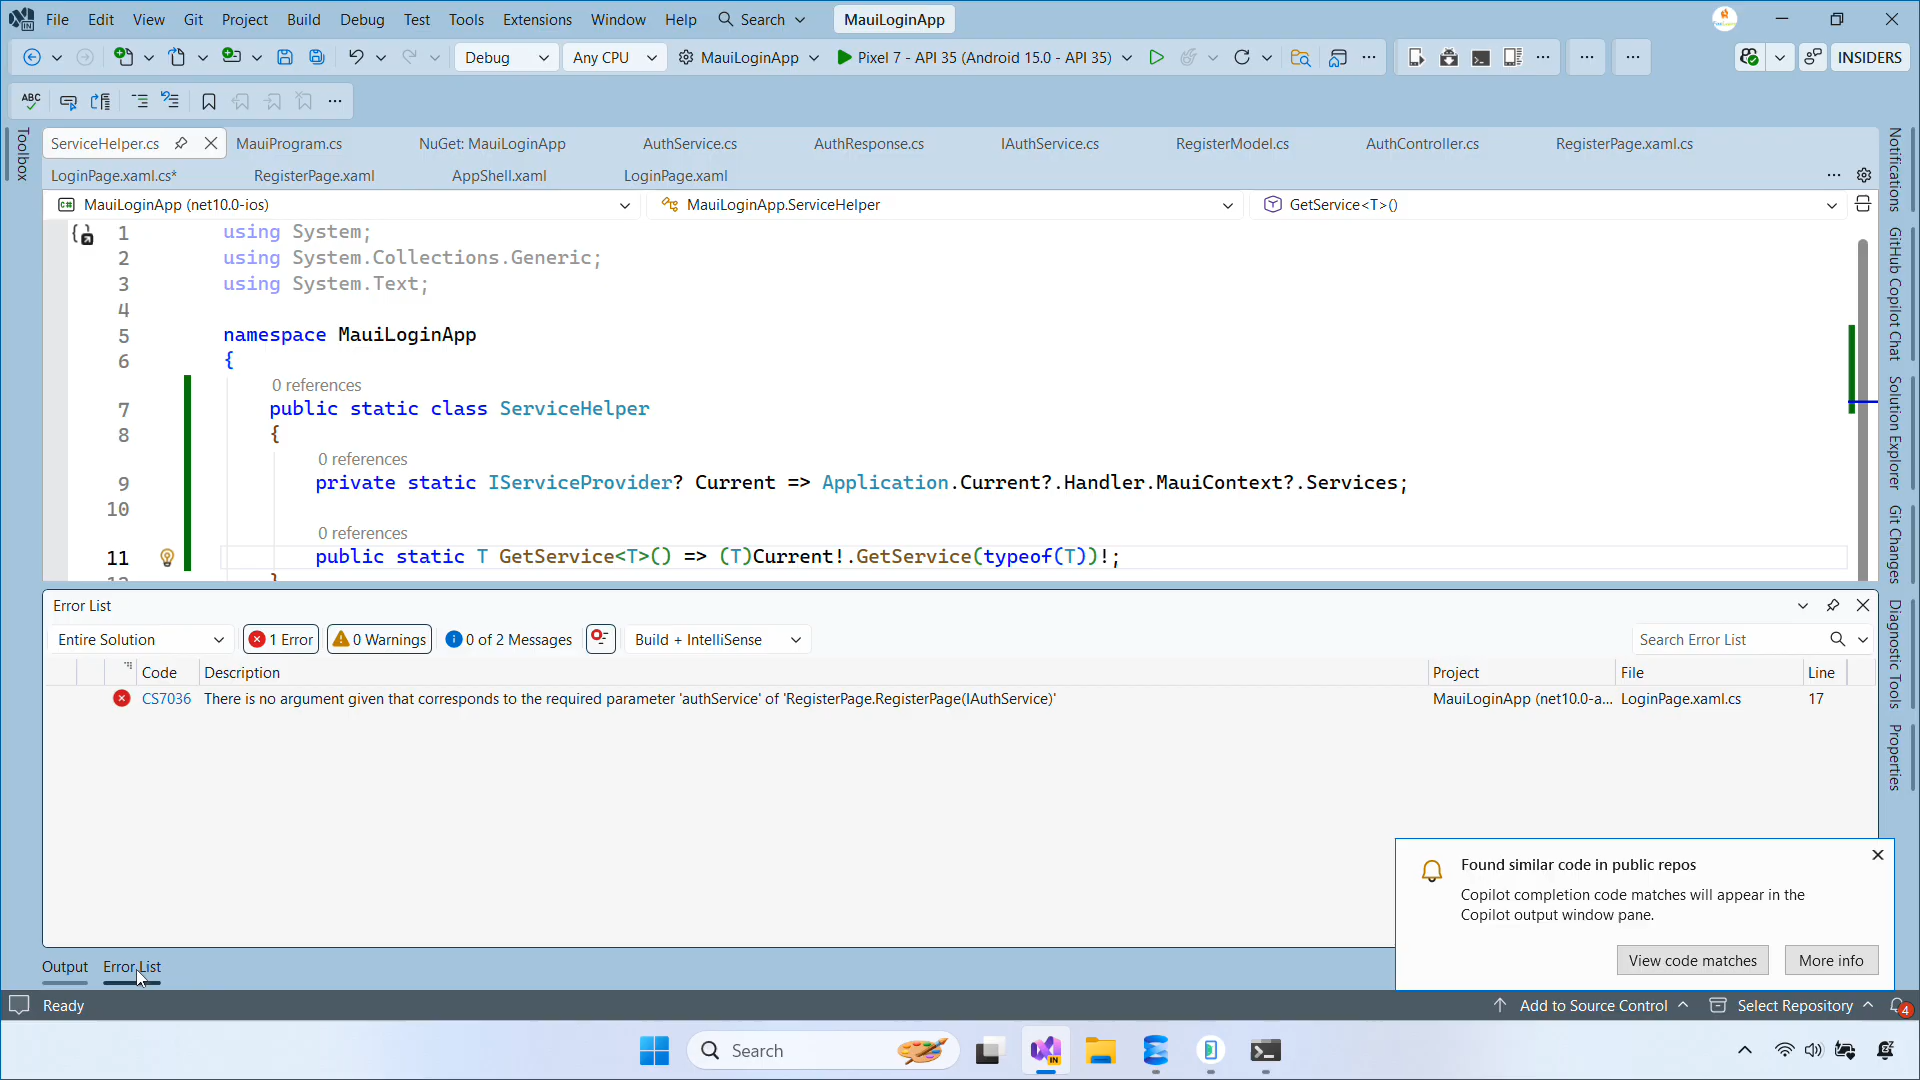 File Edit View Git Project Build Debug Test Tools Extensions Window Help Search MauiLoginApp
Debug Any CPU MauiLoginApp Pixel 7 - API 35 (Android 15.0 - API 35) INSIDERS
ABC
ServiceHelper.cs MauiProgram.cs NuGet: MauiLoginApp AuthService.cs AuthResponse.cs IAuthService.cs RegisterModel.cs AuthController.cs RegisterPage.xaml.cs
LoginPage.xaml.cs* RegisterPage.xaml AppShell.xaml LoginPage.xaml
MauiLoginApp (net10.0-ios) MauiLoginApp.ServiceHelper GetService<T>()
Toolbox
1 using System;
2 using System.Collections.Generic;
3 using System.Text;
4
5 namespace MauiLoginApp
6 {
0 references
7 public static class ServiceHelper
8 {
0 references
9 private static IServiceProvider? Current => Application.Current?.Handler.MauiContext?.Services;
10
0 references
11 public static T GetService<T>() => (T)Current!.GetService(typeof(T))!;
12 }
Notifications
GitHub Copilot Chat
Solution Explorer
Git Changes
Diagnostic Tools
Properties
Error List
Entire Solution 1 Error 0 Warnings 0 of 2 Messages Build + IntelliSense Search Error List
Code Description Project File Line
CS7036 There is no argument given that corresponds to the required parameter 'authService' of 'RegisterPage.RegisterPage(IAuthService)' MauiLoginApp (net10.0-a... LoginPage.xaml.cs 17
Found similar code in public repos
Copilot completion code matches will appear in the
Copilot output window pane.
View code matches More info
Output Error List
Ready Add to Source Control Select Repository 4
Search